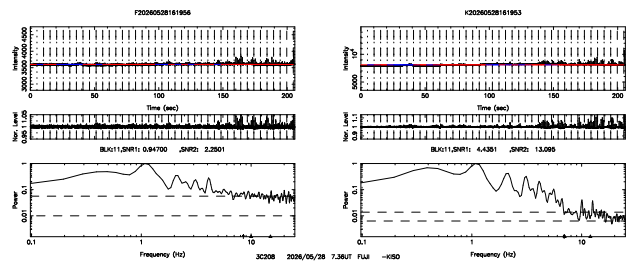 F20260528161956
K20260528161953
Intensity
3000 3500 4000 4500
0 50 100 150 200
Time (sec)
Intensity
5000 10⁴
0 50 100 150 200
Time (sec)
Nor. Level
0.95 1 1.05
BLK:11,SNR1: 0.94700 ,SNR2: 2.2501
Nor. Level
0.9 1 1.1
BLK:11,SNR1: 4.4351 ,SNR2: 13.095
Power
0.01 0.1 1
0.1 1 10
Frequency (Hz)
Power
0.01 0.1 1
0.1 1 10
Frequency (Hz)
3C208 2026/05/28 7.36UT FUJI -KISO